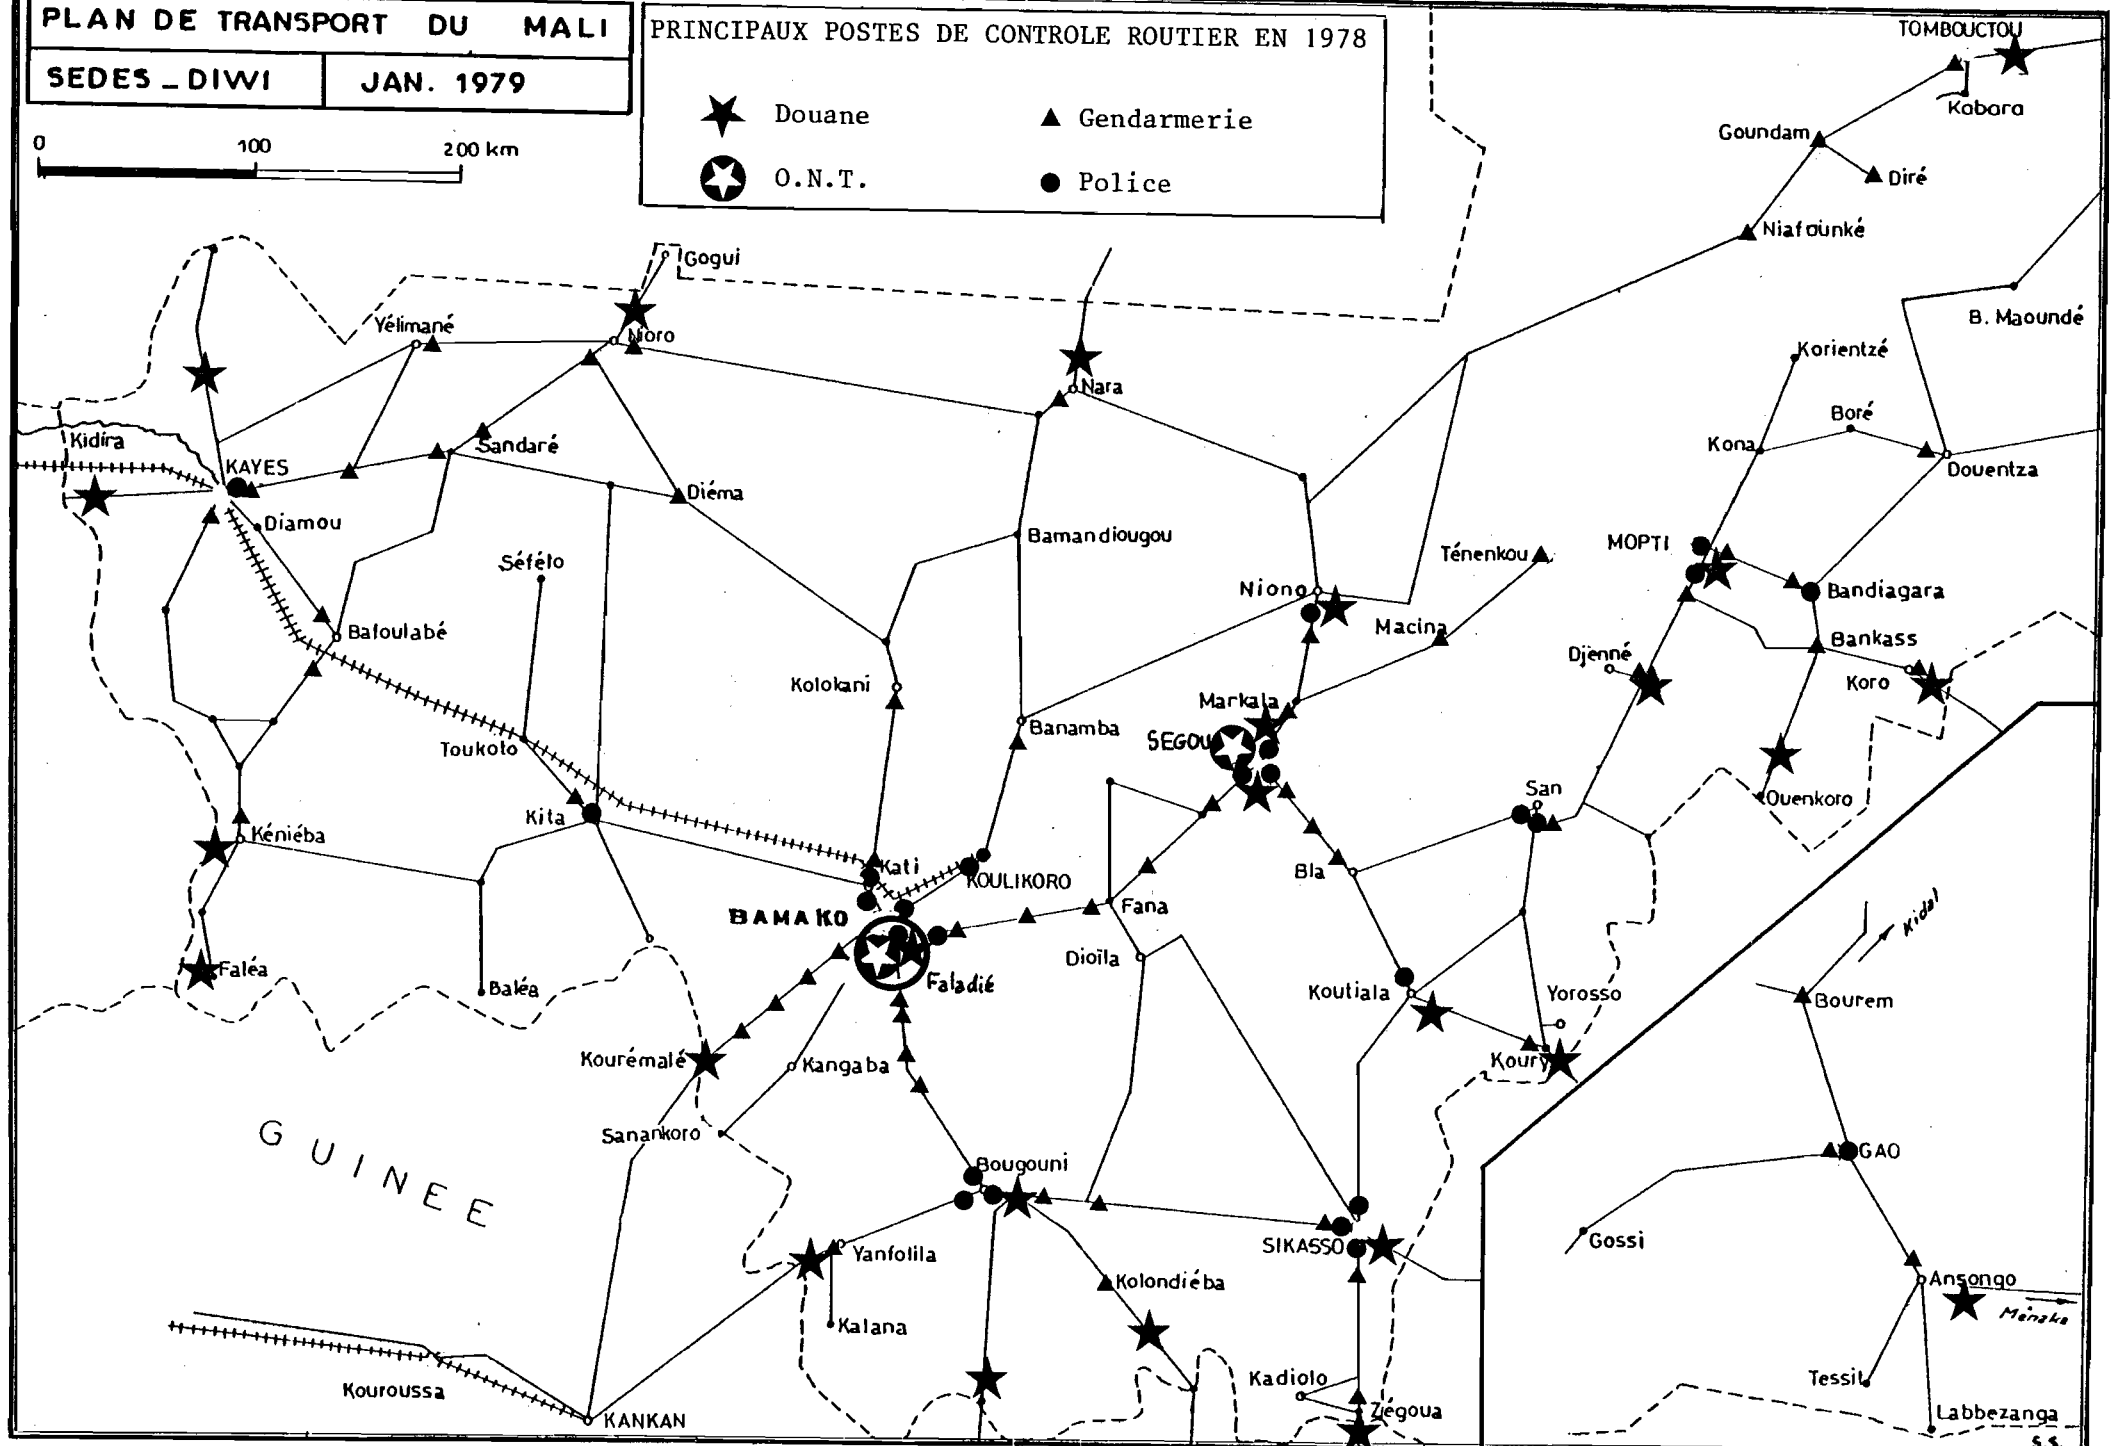 PLAN DE TRANSPORT DU MALI
SEDES_DIWI
JAN. 1979
PRINCIPAUX POSTES DE CONTROLE ROUTIER EN 1978
Douane
Gendarmerie
O.N.T.
Police
0 100 200 km
TOMBOUCTOU
Kabara
Goundam
Diré
Niafounké
Gogui
B. Maoundé
Yélimané
Nioro
Korientzé
Nara
Boré
Kona
Douentza
Kidira
Sandaré
KAYES
Diéma
Diamou
Bamandiougou
MOPTI
Ténenkou
Séfélo
Niono
Bandiagara
Bafoulabé
Macina
Bankass
Djenné
Koro
Kolokani
Markala
Banamba
SEGOU
Toukoto
San
Ouenkoro
Kita
Kéniéba
Kati
KOULIKORO
Bla
BAMAKO
Fana
Kidal
Dioïla
Faléa
Baléa
Faladié
Koutiala
Yorosso
Bourem
Kourémalé
Kangaba
Koury
GUINEE
Sanankoro
GAO
Bougouni
Gossi
SIKASSO
Yanfolila
Kolondiéba
Ansongo
Ménaka
Kalana
Kadiolo
Tessit
Kouroussa
Zégoua
Labbezanga
KANKAN
S.S.